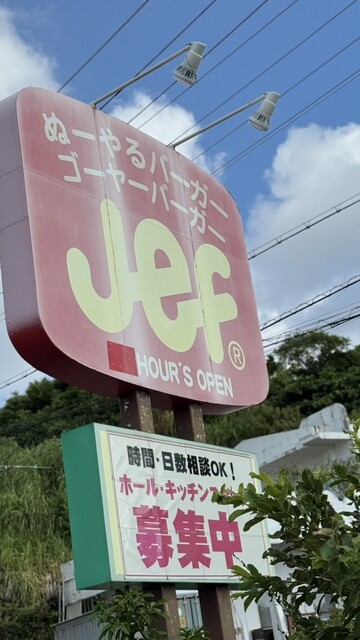 ぬーやるバーガー
ゴーヤーバーガー
Jef
®
HOUR'S OPEN
時間・日数相談OK!
ホール・キッチンス
募集中